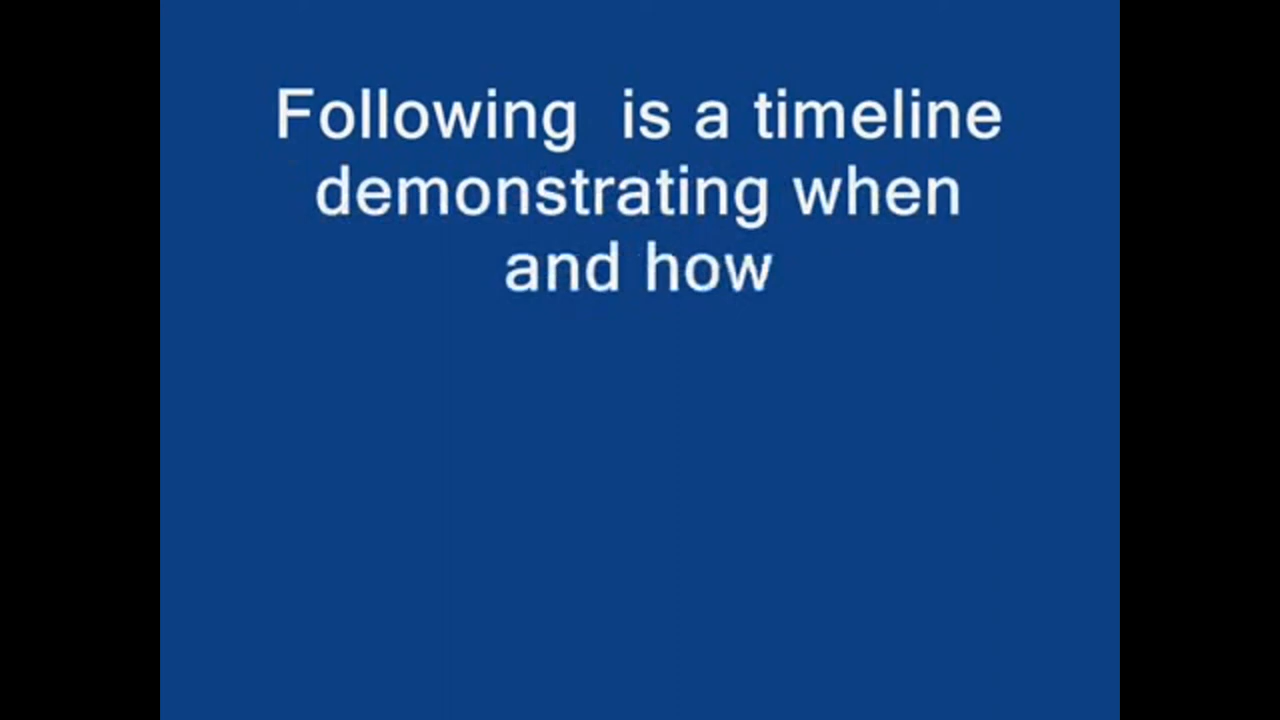 Following  is a timeline
demonstrating when
and how